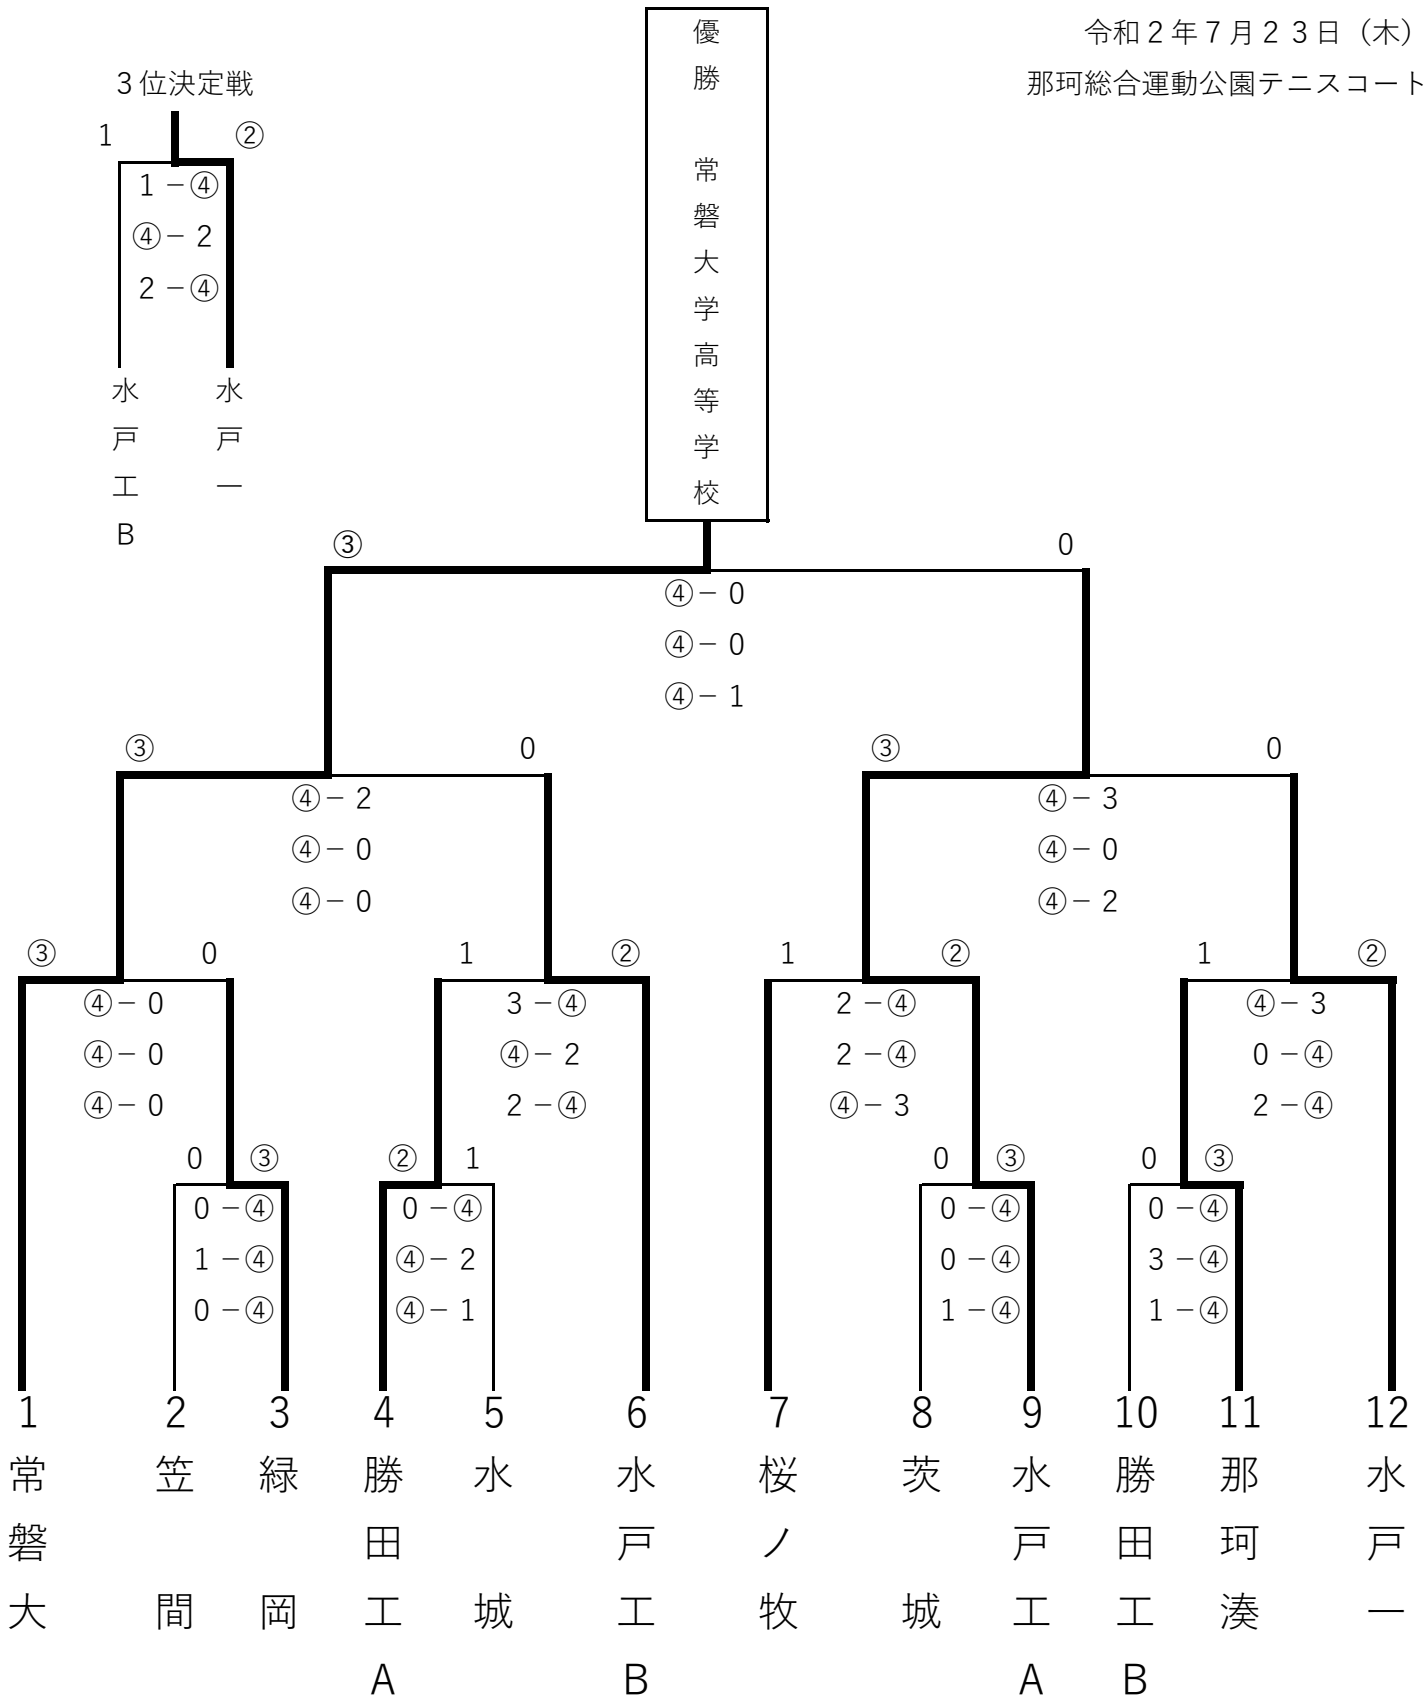 令和２年７月２３日（木）
那珂総合運動公園テニスコート
優勝　常磐大学高等学校
３位決定戦
1 ②
1－④
④－2
2－④
水戸工B
水戸一
③ 0
④－0
④－0
④－1
③ 0 ③ 0
④－2 ④－3
④－0 ④－0
④－0 ④－2
③ 0 1 ② 1 ② 1 ②
④－0 3－④ 2－④ ④－3
④－0 ④－2 2－④ 0－④
④－0 2－④ ④－3 2－④
0 ③ ② 1 0 ③ 0 ③
0－④ 0－④ 0－④ 0－④
1－④ ④－2 0－④ 3－④
0－④ ④－1 1－④ 1－④
1 2 3 4 5 6 7 8 9 10 11 12
常磐大
笠間
緑岡
勝田工A
水城
水戸工B
桜ノ牧
茨城
水戸工A
勝田工B
那珂湊
水戸一